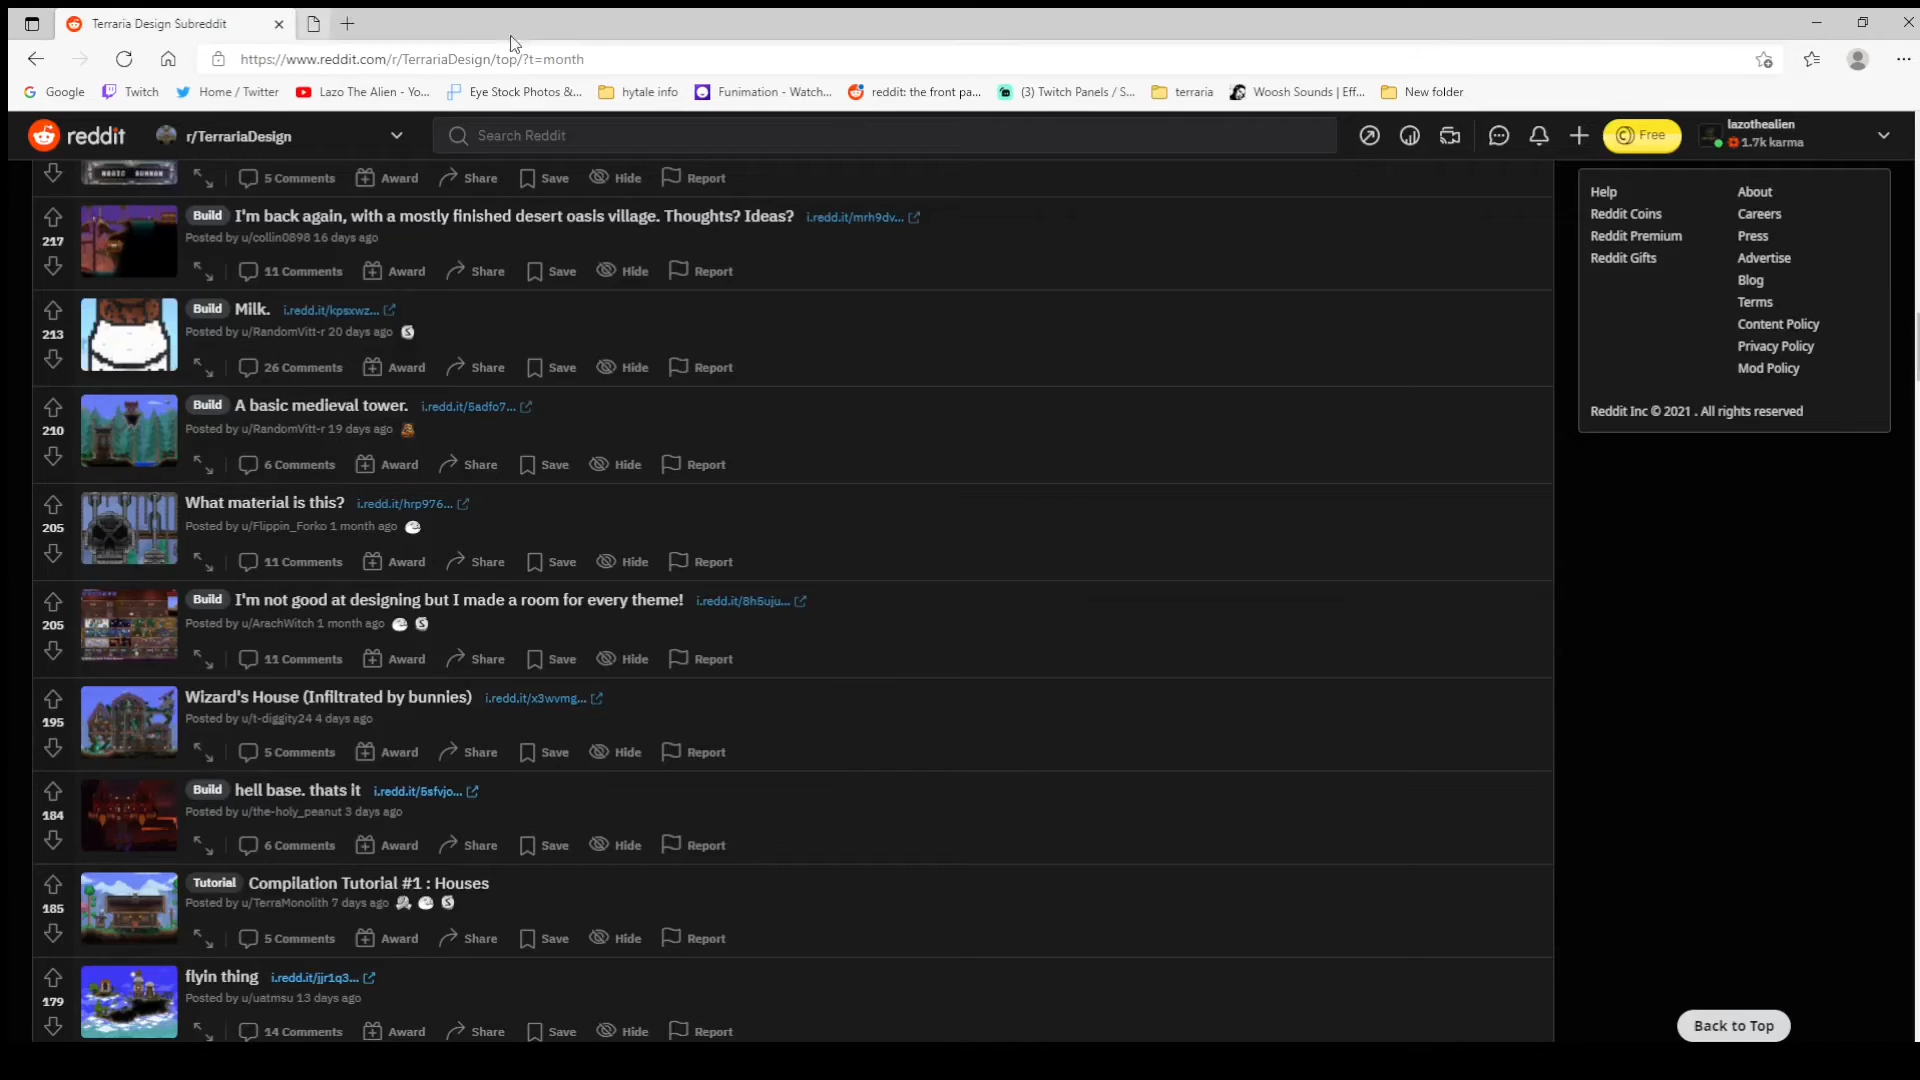 Terraria Design Subreddit
https://www.reddit.com/r/TerrariaDesign/top/?t=month
Google Twitch Home / Twitter Lazo The Alien - Yo... Eye Stock Photos &... hytale info Funimation - Watch... reddit: the front pa... (3) Twitch Panels / S... terraria Woosh Sounds | Eff... New folder
reddit r/TerrariaDesign Search Reddit Free lazothealien
1.7k karma
5 Comments Award Share Save Hide Report
Build I'm back again, with a mostly finished desert oasis village. Thoughts? Ideas? i.redd.it/mrh9dv...
217 Posted by u/collin0898 16 days ago
11 Comments Award Share Save Hide Report
Build Milk. i.redd.it/kpsxwz...
213 Posted by u/RandomVitt-r 20 days ago
26 Comments Award Share Save Hide Report
Build A basic medieval tower. i.redd.it/5adfo7...
210 Posted by u/RandomVitt-r 19 days ago
6 Comments Award Share Save Hide Report
What material is this? i.redd.it/hrp976...
205 Posted by u/Flippin_Forko 1 month ago
11 Comments Award Share Save Hide Report
Build I'm not good at designing but I made a room for every theme! i.redd.it/8h5uju...
205 Posted by u/ArachWitch 1 month ago
11 Comments Award Share Save Hide Report
Wizard's House (Infiltrated by bunnies) i.redd.it/x3wvmg...
195 Posted by u/t-diggity24 4 days ago
5 Comments Award Share Save Hide Report
Build hell base. thats it i.redd.it/5sfvjo...
184 Posted by u/the-holy_peanut 3 days ago
6 Comments Award Share Save Hide Report
Tutorial Compilation Tutorial #1 : Houses
185 Posted by u/TerraMonolith 7 days ago
5 Comments Award Share Save Hide Report
flyin thing i.redd.it/jjr1q3...
179 Posted by u/uatmsu 13 days ago
14 Comments Award Share Save Hide Report
Help About
Reddit Coins Careers
Reddit Premium Press
Reddit Gifts Advertise
Blog
Terms
Content Policy
Privacy Policy
Mod Policy
Reddit Inc © 2021 . All rights reserved
Back to Top